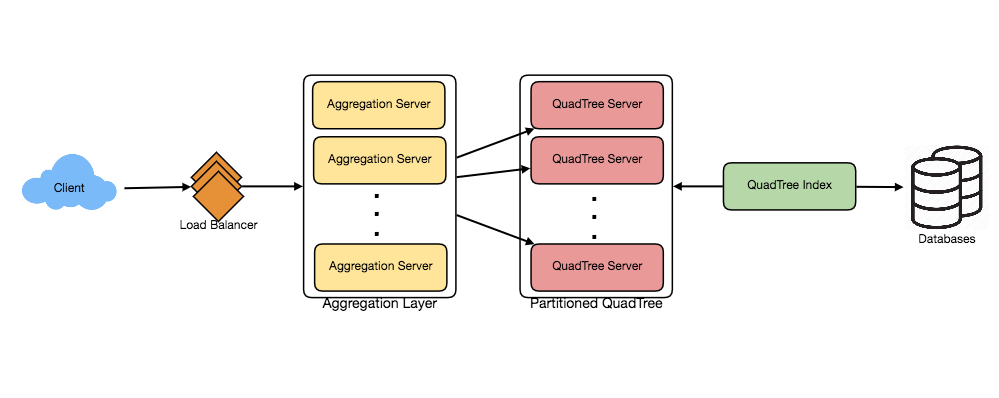 Client
Load Balancer
Aggregation Server
Aggregation Server
Aggregation Server
Aggregation Layer
QuadTree Server
QuadTree Server
QuadTree Server
Partitioned QuadTree
QuadTree Index
Databases